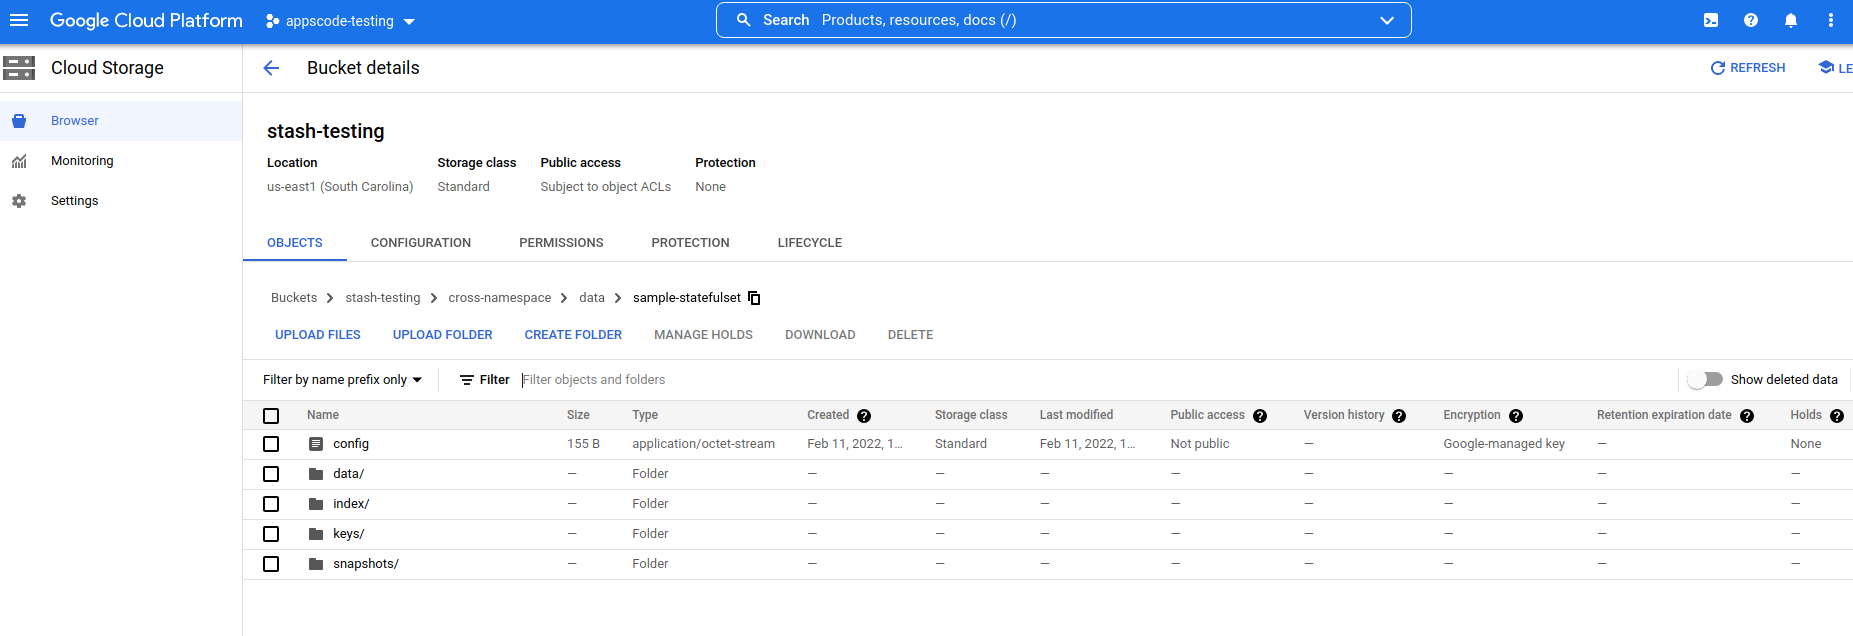 Google Cloud Platform appscode-testing Search Products, resources, docs (/)
Cloud Storage Bucket details REFRESH LE
Browser
Monitoring
Settings
stash-testing
Location Storage class Public access Protection
us-east1 (South Carolina) Standard Subject to object ACLs None
OBJECTS CONFIGURATION PERMISSIONS PROTECTION LIFECYCLE
Buckets > stash-testing > cross-namespace > data > sample-statefulset
UPLOAD FILES UPLOAD FOLDER CREATE FOLDER MANAGE HOLDS DOWNLOAD DELETE
Filter by name prefix only Filter Filter objects and folders Show deleted data
Name Size Type Created Storage class Last modified Public access Version history Encryption Retention expiration date Holds
config 155 B application/octet-stream Feb 11, 2022, 1... Standard Feb 11, 2022, 1... Not public — Google-managed key — None
data/ — Folder — — — — — — — —
index/ — Folder — — — — — — — —
keys/ — Folder — — — — — — — —
snapshots/ — Folder — — — — — — — —